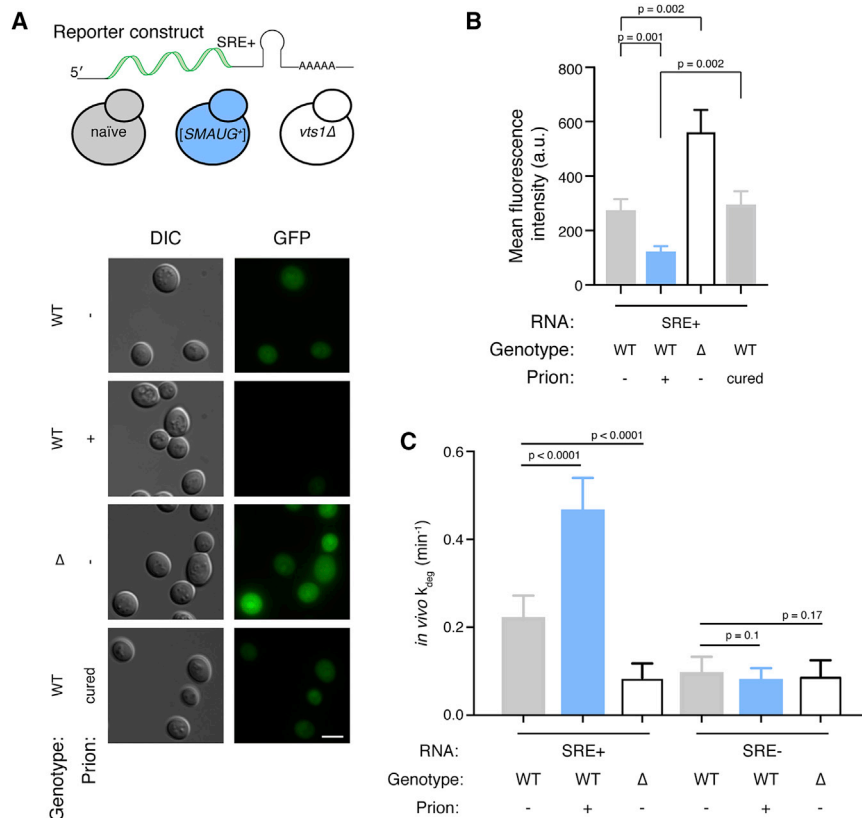 A
Reporter construct
SRE+
5′
AAAAA
naïve
[SMAUG⁺]
vts1Δ
DIC
GFP
WT
-
WT
+
Δ
-
WT
cured
Genotype:
Prion:
B
p = 0.002
p = 0.001
p = 0.002
800
600
400
200
0
Mean fluorescence
intensity (a.u.)
RNA: SRE+
Genotype: WT WT Δ WT
Prion: - + - cured
C
p < 0.0001
p < 0.0001
p = 0.17
p = 0.1
0.6
0.4
0.2
0.0
in vivo kdeg (min⁻¹)
RNA: SRE+ SRE-
Genotype: WT WT Δ WT WT Δ
Prion: - + - - + -